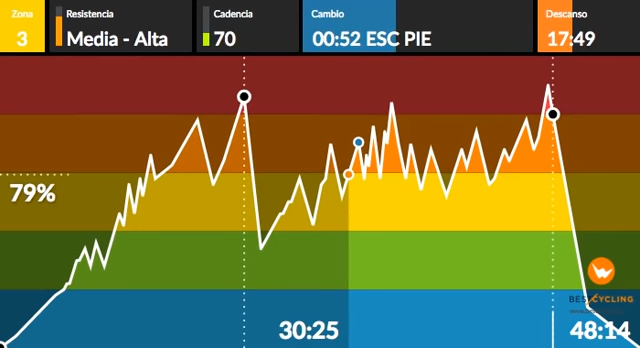 Zona
3
Resistencia
Media - Alta
Cadencia
70
Cambio
00:52 ESC PIE
Descanso
17:49
79%
BESTCYCLING
30:25
48:14